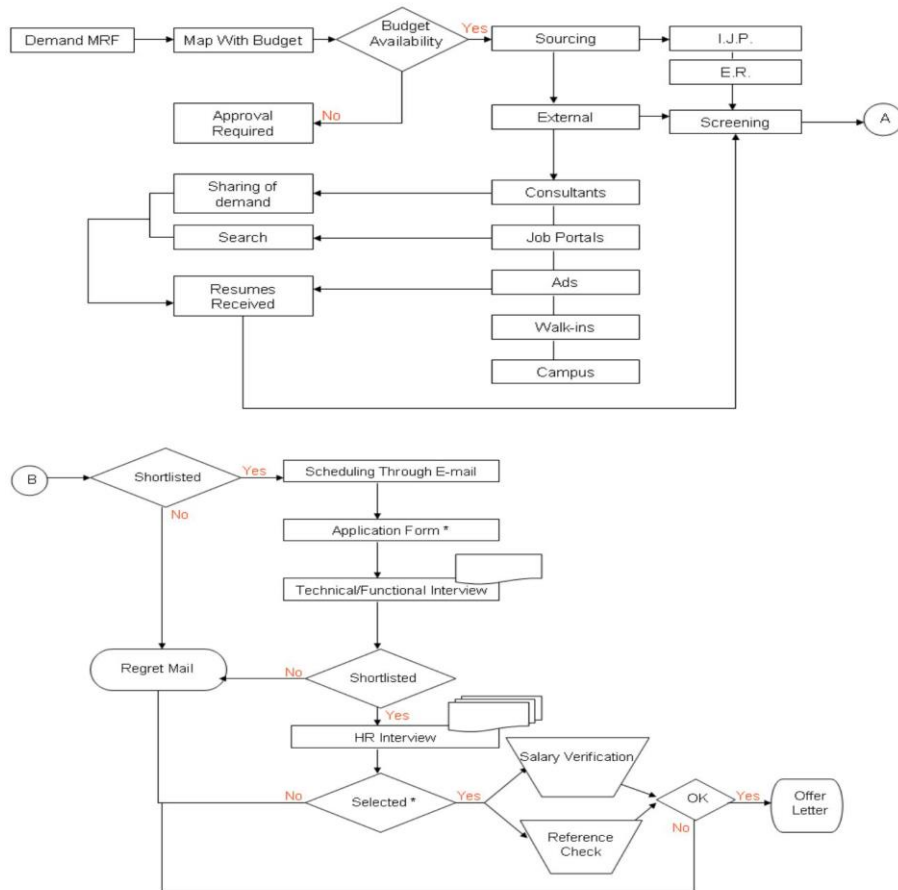 Demand MRF
Map With Budget
Budget
Availability
Yes
Sourcing
I.J.P.
E.R.
No
Approval
Required
External
Screening
A
Sharing of
demand
Consultants
Search
Job Portals
Resumes
Received
Ads
Walk-ins
Campus
B
Shortlisted
Yes
Scheduling Through E-mail
No
Application Form *
Technical/Functional Interview
Regret Mail
No
Shortlisted
Yes
HR Interview
Salary Verification
No
Selected *
Yes
OK
Yes
Offer
Letter
No
Reference
Check